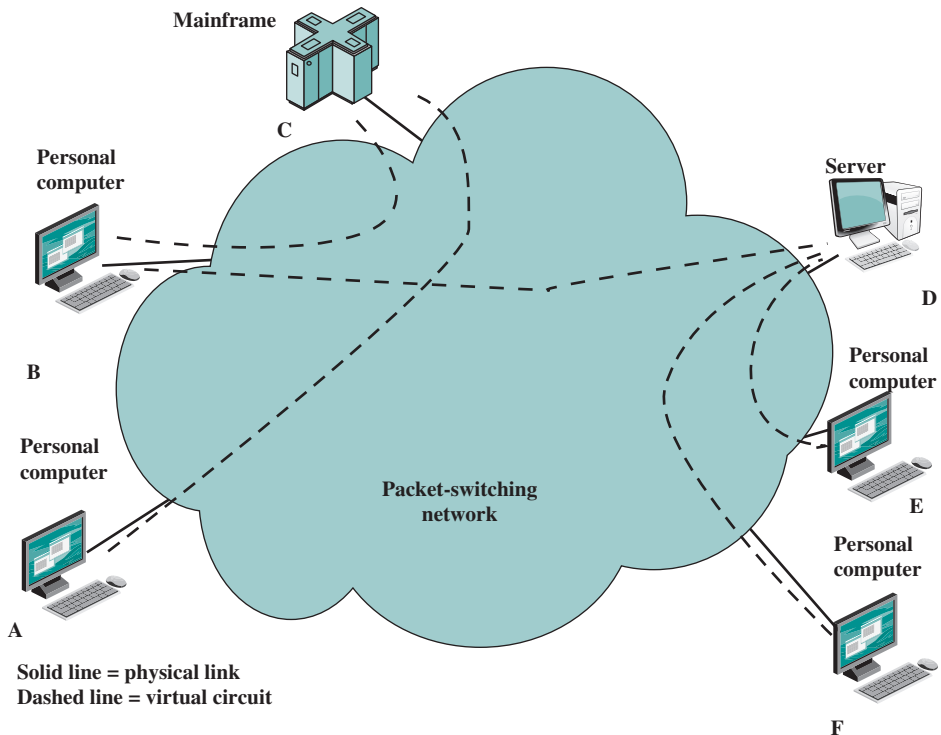 Mainframe
C
Personal
computer
Server
B
D
Personal
computer
Personal
computer
Packet-switching
network
E
Personal
computer
A
Solid line = physical link
Dashed line = virtual circuit
F